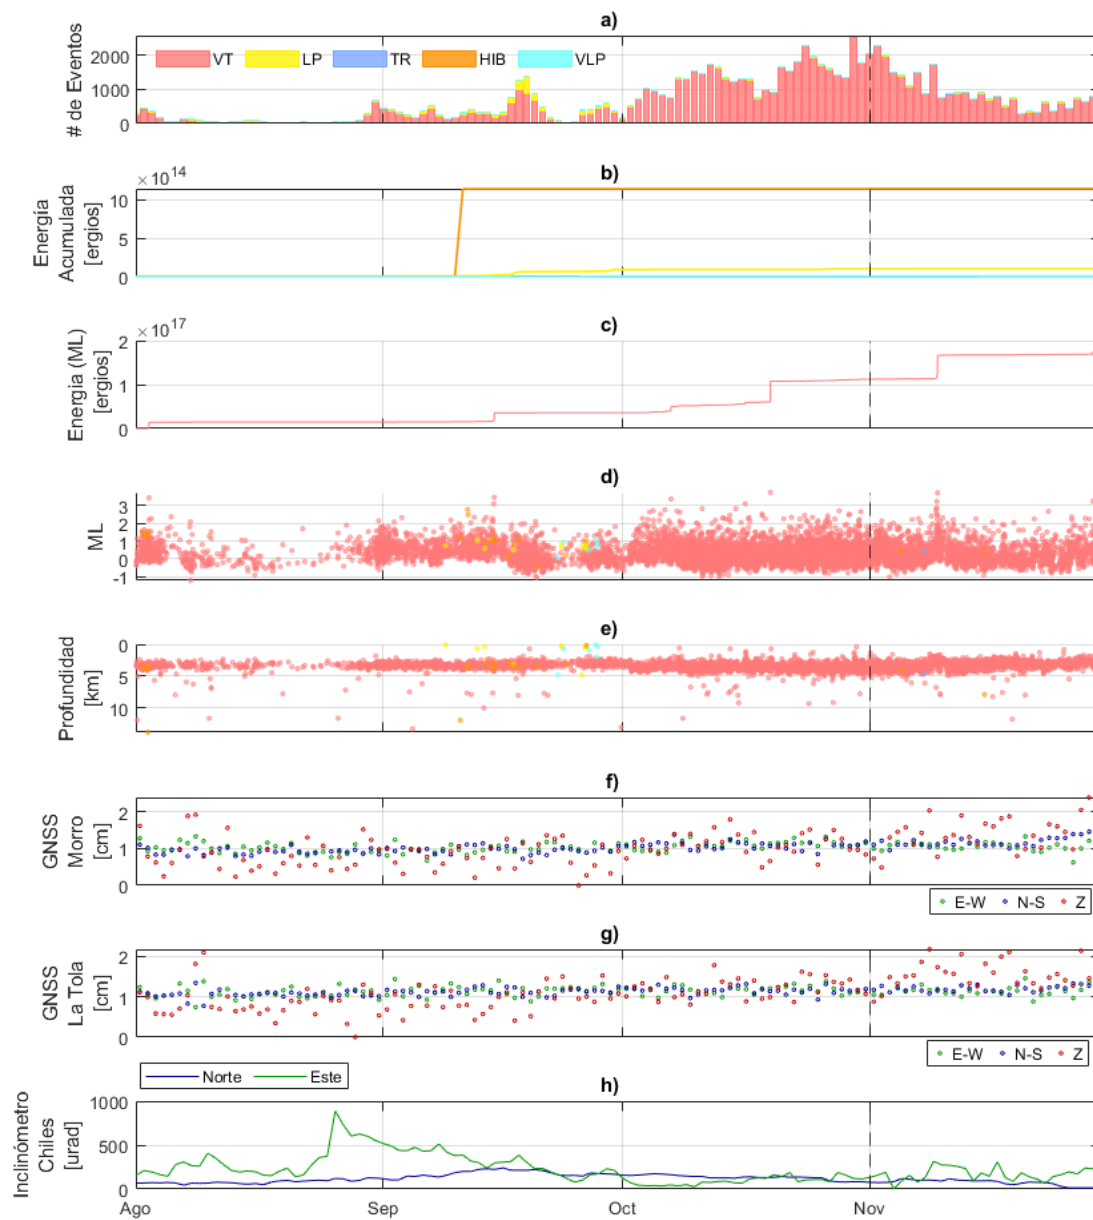 a)
# de Eventos
2000
1000
0
VT LP TR HIB VLP
b)
×10^14
Energía
Acumulada
[ergios]
10
5
0
c)
×10^17
Energia (ML)
[ergios]
2
1
0
d)
ML
3
2
1
0
-1
e)
Profundidad
[km]
0
5
10
f)
GNSS
Morro
[cm]
2
1
0
E-W N-S Z
g)
GNSS
La Tola
[cm]
2
1
0
E-W N-S Z
Norte Este
h)
Inclinómetro
Chiles
[urad]
1000
500
0
Ago Sep Oct Nov